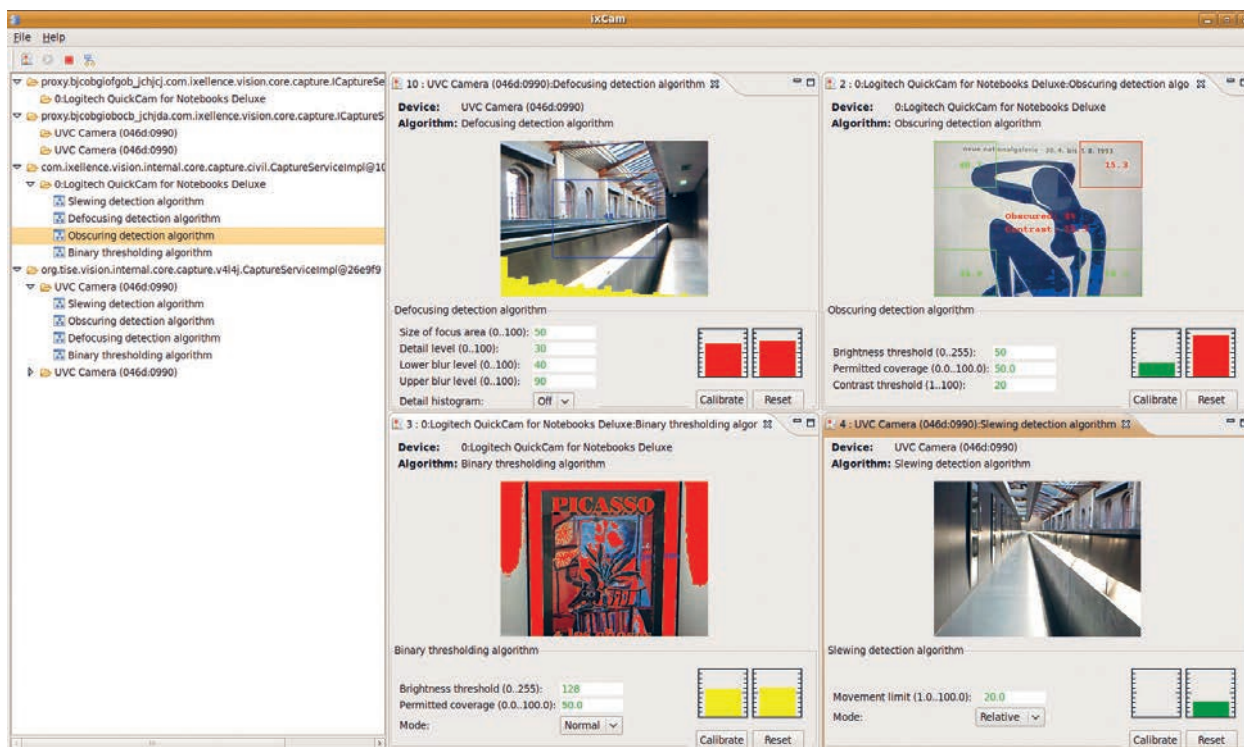 ixCam
File Help
proxy.bjcobgiofgob_jchjcj.com.ixellence.vision.core.capture.ICaptureSe
0:Logitech QuickCam for Notebooks Deluxe
proxy.bjcobgiobocb_jchjda.com.ixellence.vision.core.capture.ICaptureS
UVC Camera (046d:0990)
UVC Camera (046d:0990)
com.ixellence.vision.internal.core.capture.civil.CaptureServiceImpl@10
0:Logitech QuickCam for Notebooks Deluxe
Slewing detection algorithm
Defocusing detection algorithm
Obscuring detection algorithm
Binary thresholding algorithm
org.tise.vision.internal.core.capture.v4l4j.CaptureServiceImpl@26e9f9
UVC Camera (046d:0990)
Slewing detection algorithm
Obscuring detection algorithm
Defocusing detection algorithm
Binary thresholding algorithm
UVC Camera (046d:0990)
10 : UVC Camera (046d:0990):Defocusing detection algorithm
Device: UVC Camera (046d:0990)
Algorithm: Defocusing detection algorithm
Defocusing detection algorithm
Size of focus area (0..100): 50
Detail level (0..100): 30
Lower blur level (0..100): 40
Upper blur level (0..100): 90
Detail histogram: Off
Calibrate Reset
2 : 0:Logitech QuickCam for Notebooks Deluxe:Obscuring detection algo
Device: 0:Logitech QuickCam for Notebooks Deluxe
Algorithm: Obscuring detection algorithm
neue nationalgalerie · 30. 4. bis 1. 8. 1993
15.3
Obscured:
Contrast:
Obscuring detection algorithm
Brightness threshold (0..255): 50
Permitted coverage (0.0..100.0): 50.0
Contrast threshold (1..100): 20
Calibrate Reset
3 : 0:Logitech QuickCam for Notebooks Deluxe:Binary thresholding algor
Device: 0:Logitech QuickCam for Notebooks Deluxe
Algorithm: Binary thresholding algorithm
PICASSO
Binary thresholding algorithm
Brightness threshold (0..255): 128
Permitted coverage (0.0..100.0): 50.0
Mode: Normal
Calibrate Reset
4 : UVC Camera (046d:0990):Slewing detection algorithm
Device: UVC Camera (046d:0990)
Algorithm: Slewing detection algorithm
Slewing detection algorithm
Movement limit (1.0..100.0): 20.0
Mode: Relative
Calibrate Reset